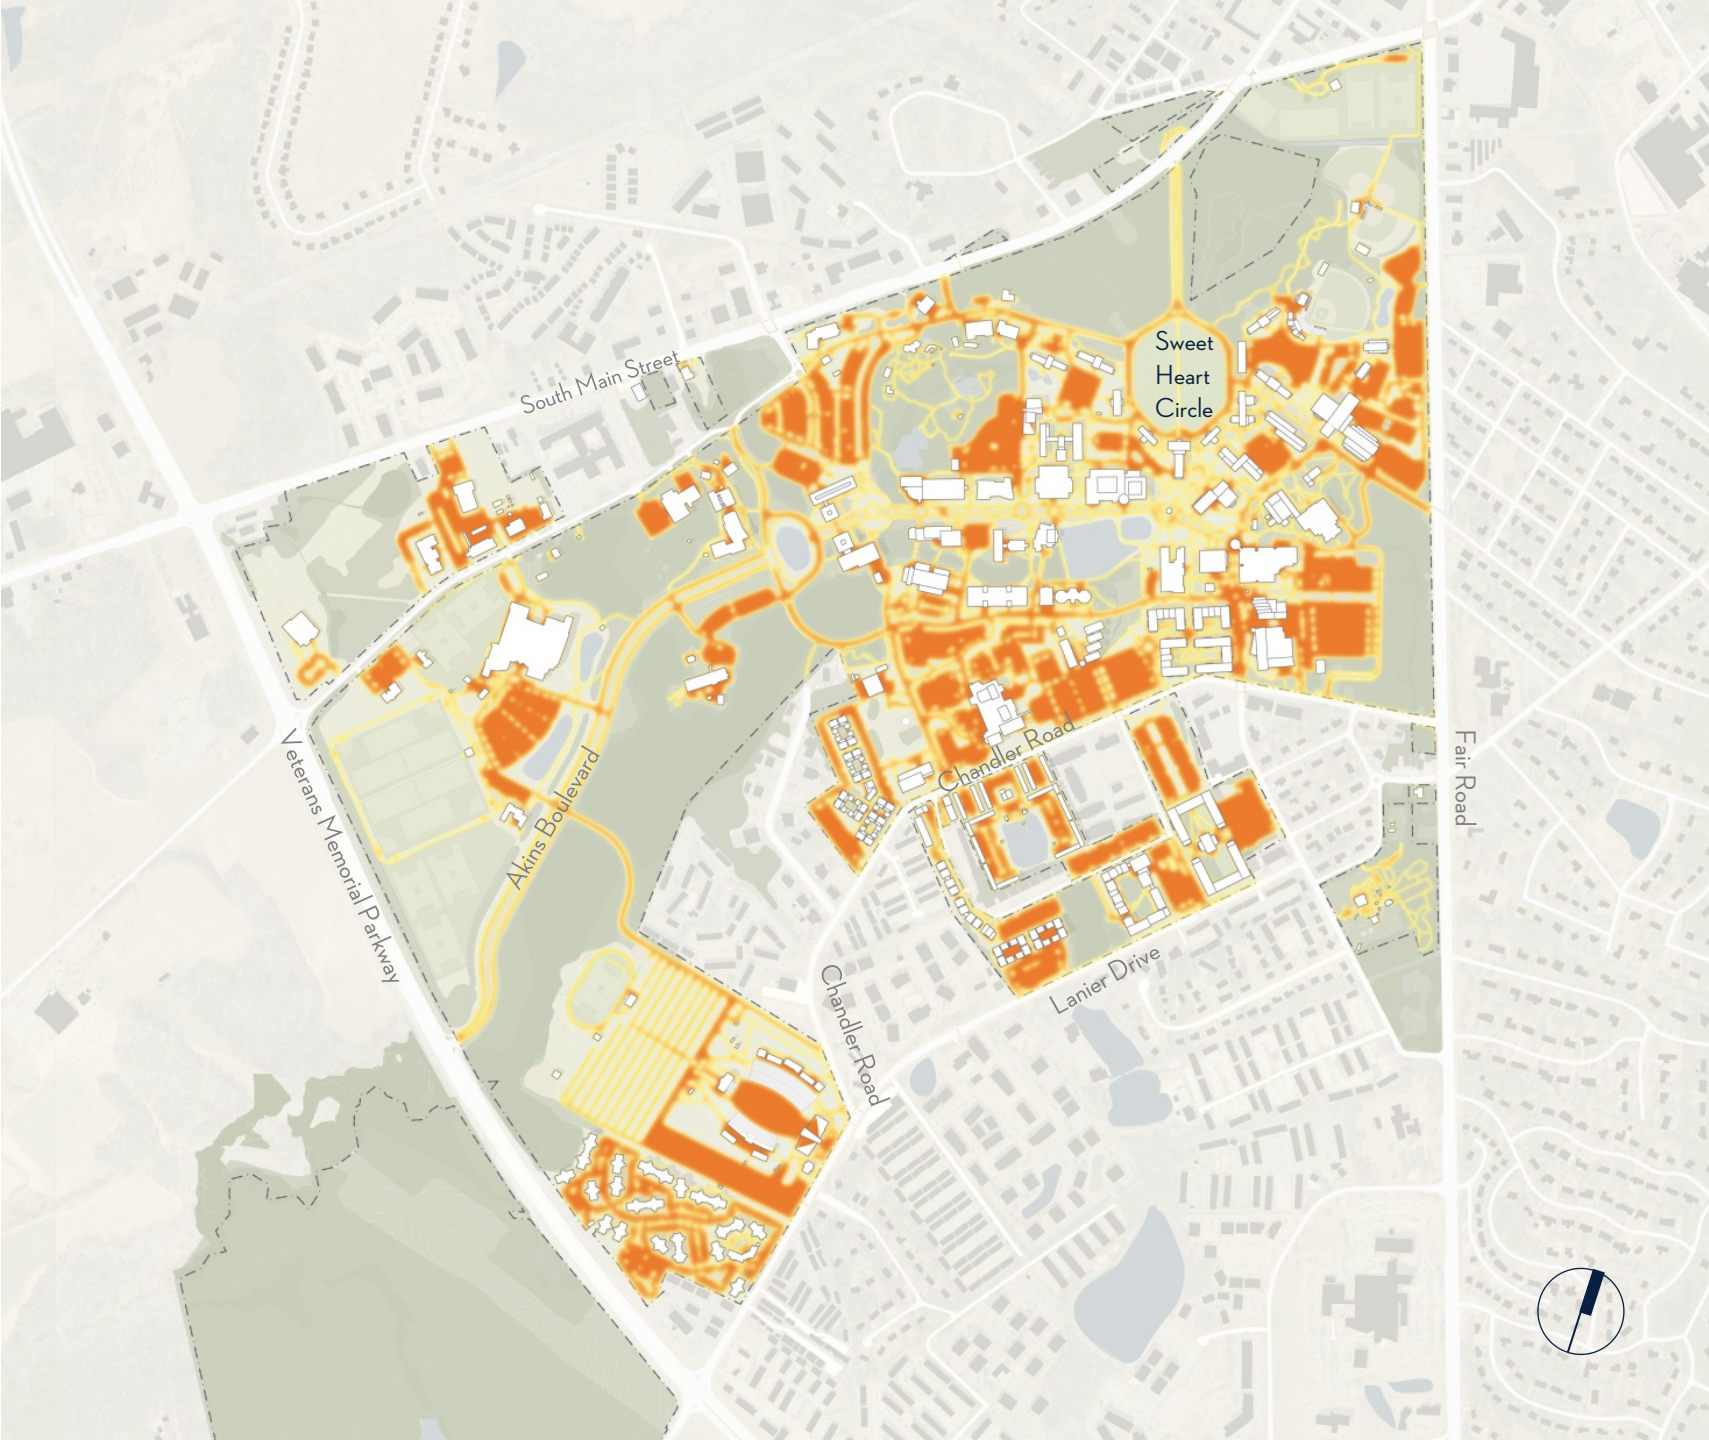 Sweet
Heart
Circle
South Main Street
Chandler Road
Fair Road
Veterans Memorial Parkway
Akins Boulevard
Lanier Drive
Chandler Road